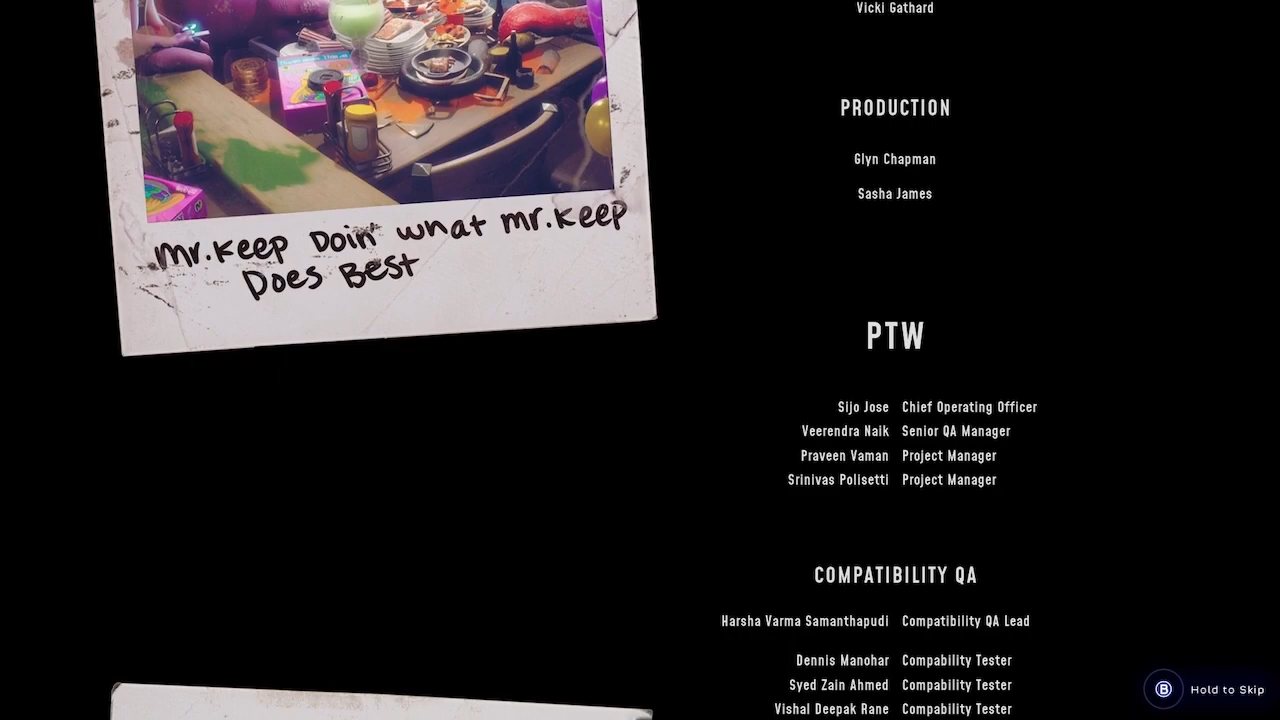 Mr.Keep Doin' what Mr.Keep
Does Best
Vicki Gathard
PRODUCTION
Glyn Chapman
Sasha James
PTW
Sijo Jose Chief Operating Officer
Veerendra Naik Senior QA Manager
Praveen Vaman Project Manager
Srinivas Polisetti Project Manager
COMPATIBILITY QA
Harsha Varma Samanthapudi Compatibility QA Lead
Dennis Manohar Compability Tester
Syed Zain Ahmed Compability Tester
Vishal Deepak Rane Compability Tester
B Hold to Skip